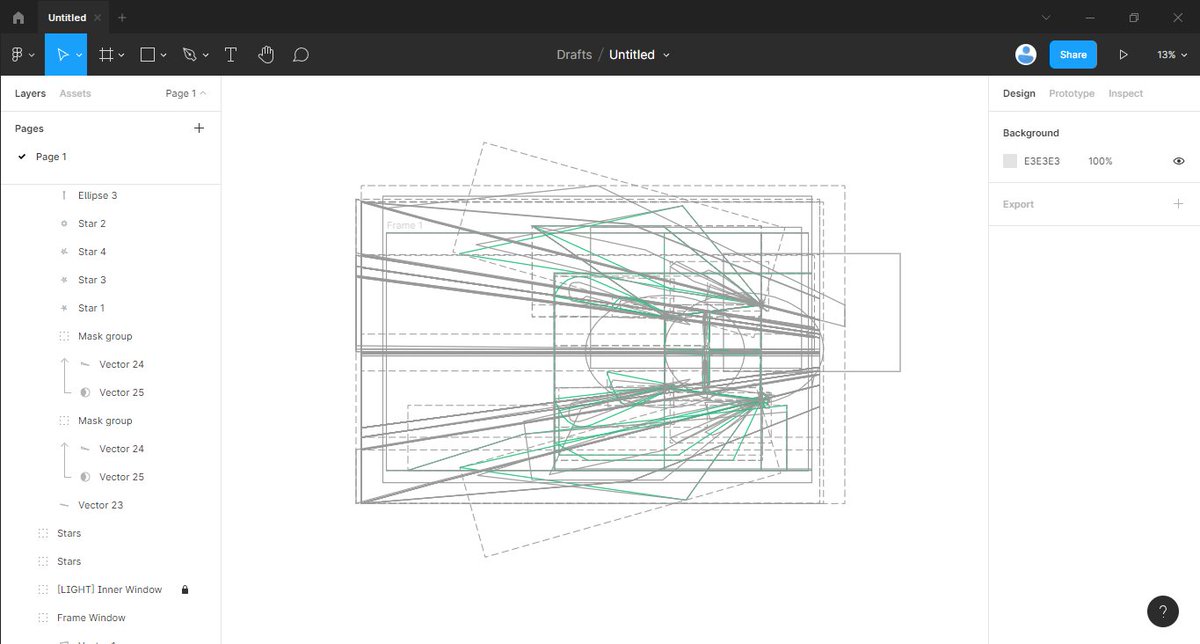 Untitled
Drafts / Untitled
Share
13%
Layers
Assets
Page 1
Pages
Page 1
Ellipse 3
Star 2
Star 4
Star 3
Star 1
Mask group
Vector 24
Vector 25
Mask group
Vector 24
Vector 25
Vector 23
Stars
Stars
[LIGHT] Inner Window
Frame Window
Frame 1
Design
Prototype
Inspect
Background
E3E3E3
100%
Export
?